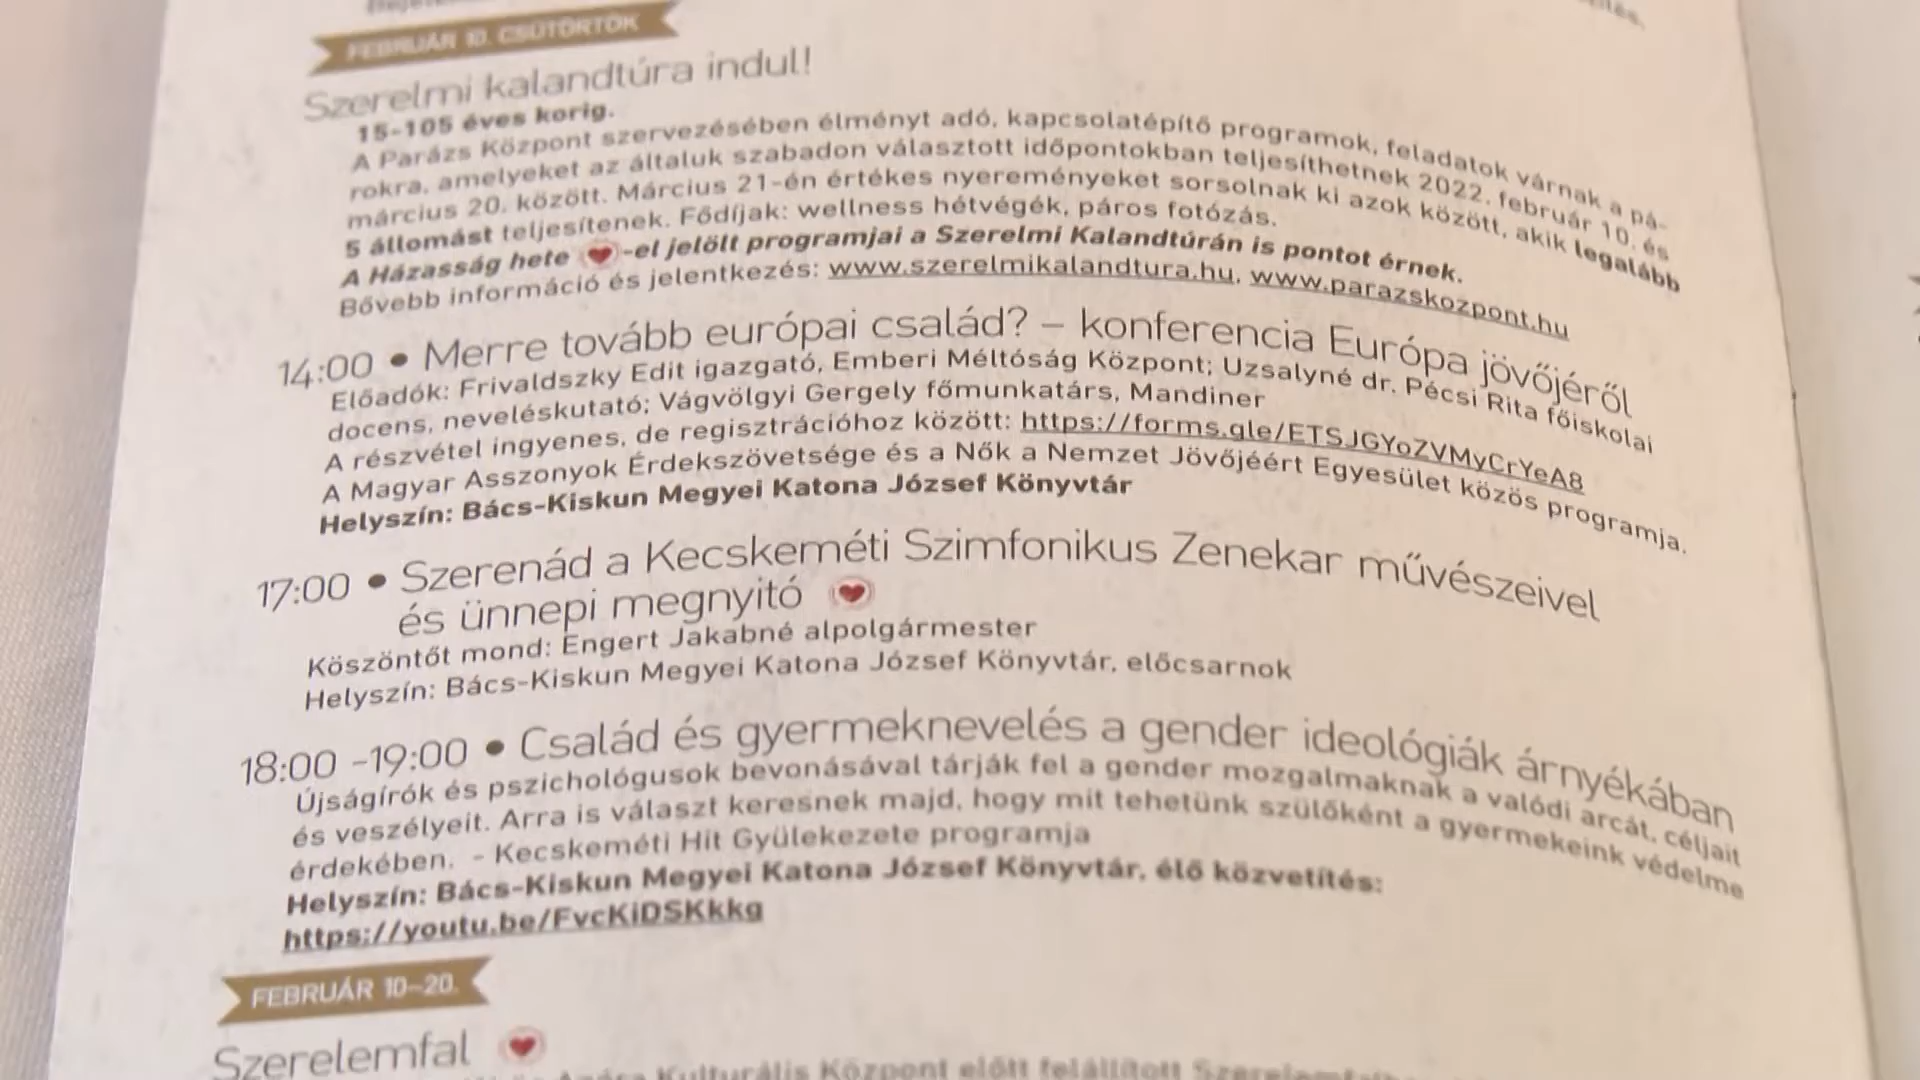 FEBRUÁR 10. CSÜTÖRTÖK
Szerelmi kalandtúra indul!
15-105 éves korig.
A Parázs Központ szervezésében élményt adó, kapcsolatépítő programok, feladatok várnak a pá-
rokra, amelyeket az általuk szabadon választott időpontokban teljesíthetnek 2022. február 10. és
március 20. között. Március 21-én értékes nyereményeket sorsolnak ki azok között, akik legalább
5 állomást teljesítenek. Fődíjak: wellness hétvégék, páros fotózás.
A Házasság hete ❤-el jelölt programjai a Szerelmi Kalandtúrán is pontot érnek.
Bővebb információ és jelentkezés: www.szerelmikalandtura.hu, www.parazskozpont.hu
14:00 • Merre tovább európai család? – konferencia Európa jövőjéről
Előadók: Frivaldszky Edit igazgató, Emberi Méltóság Központ; Uzsalyné dr. Pécsi Rita főiskolai
docens, neveléskutató; Vágvölgyi Gergely főmunkatárs, Mandiner
A részvétel ingyenes, de regisztrációhoz között: https://forms.gle/ETSJGYoZVMyCrYeA8
A Magyar Asszonyok Érdekszövetsége és a Nők a Nemzet Jövőjéért Egyesület közös programja.
Helyszín: Bács-Kiskun Megyei Katona József Könyvtár
17:00 • Szerenád a Kecskeméti Szimfonikus Zenekar művészeivel
és ünnepi megnyitó ❤
Köszöntőt mond: Engert Jakabné alpolgármester
Helyszín: Bács-Kiskun Megyei Katona József Könyvtár, előcsarnok
18:00 -19:00 • Család és gyermeknevelés a gender ideológiák árnyékában
Újságírók és pszichológusok bevonásával tárják fel a gender mozgalmaknak a valódi arcát, céljait
és veszélyeit. Arra is választ keresnek majd, hogy mit tehetünk szülőként a gyermekeink védelme
érdekében. - Kecskeméti Hit Gyülekezete programja
Helyszín: Bács-Kiskun Megyei Katona József Könyvtár, élő közvetítés:
https://youtu.be/FvcKiDSKkkg
FEBRUÁR 10–20.
Szerelemfal ❤
Kulturális Központ előtt felállított